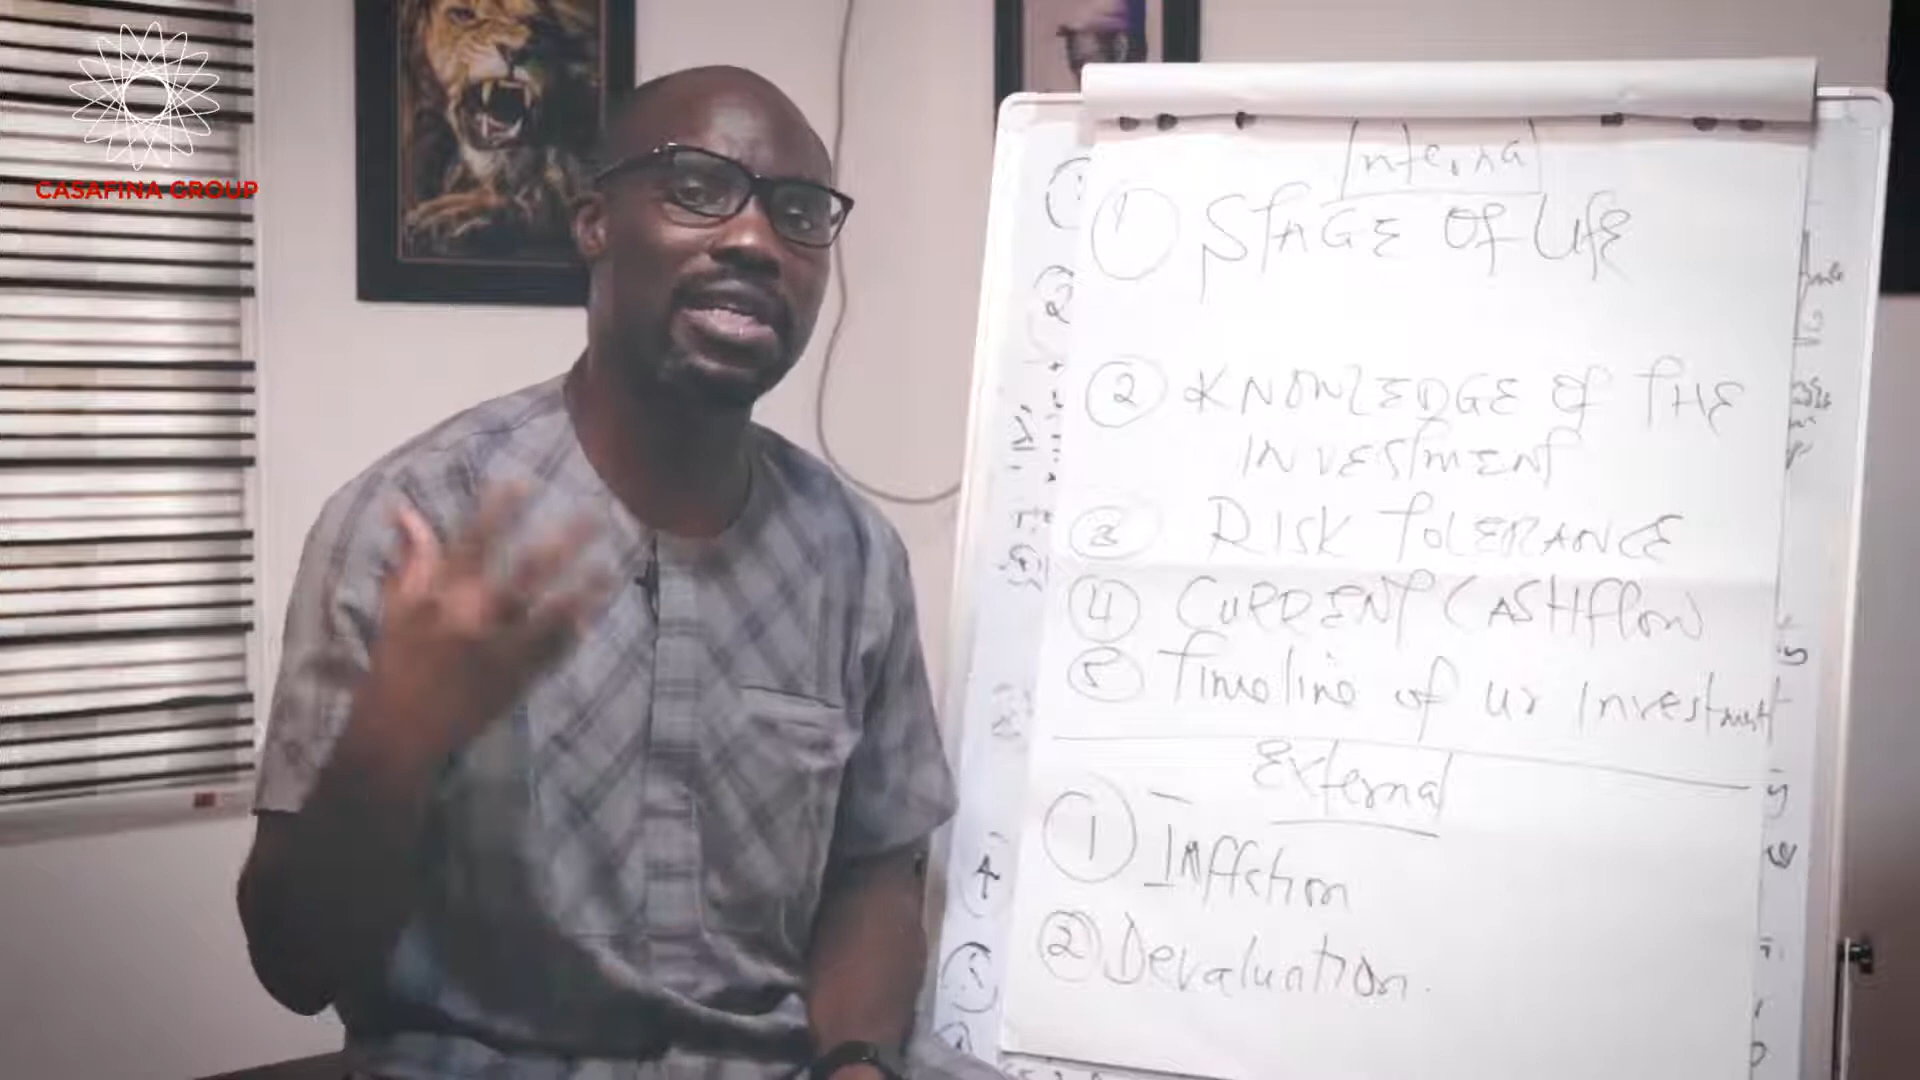 CASAFINA GROUP
Interna
1 STAGE Of LifE
2 KNOWLEDGE Of THE
INVESTMENT
3 RISK TOLERANCE
4 CURRENT CASHflow
5 Timeline of ur Investment
External
1 Inflation
2 Devaluation.